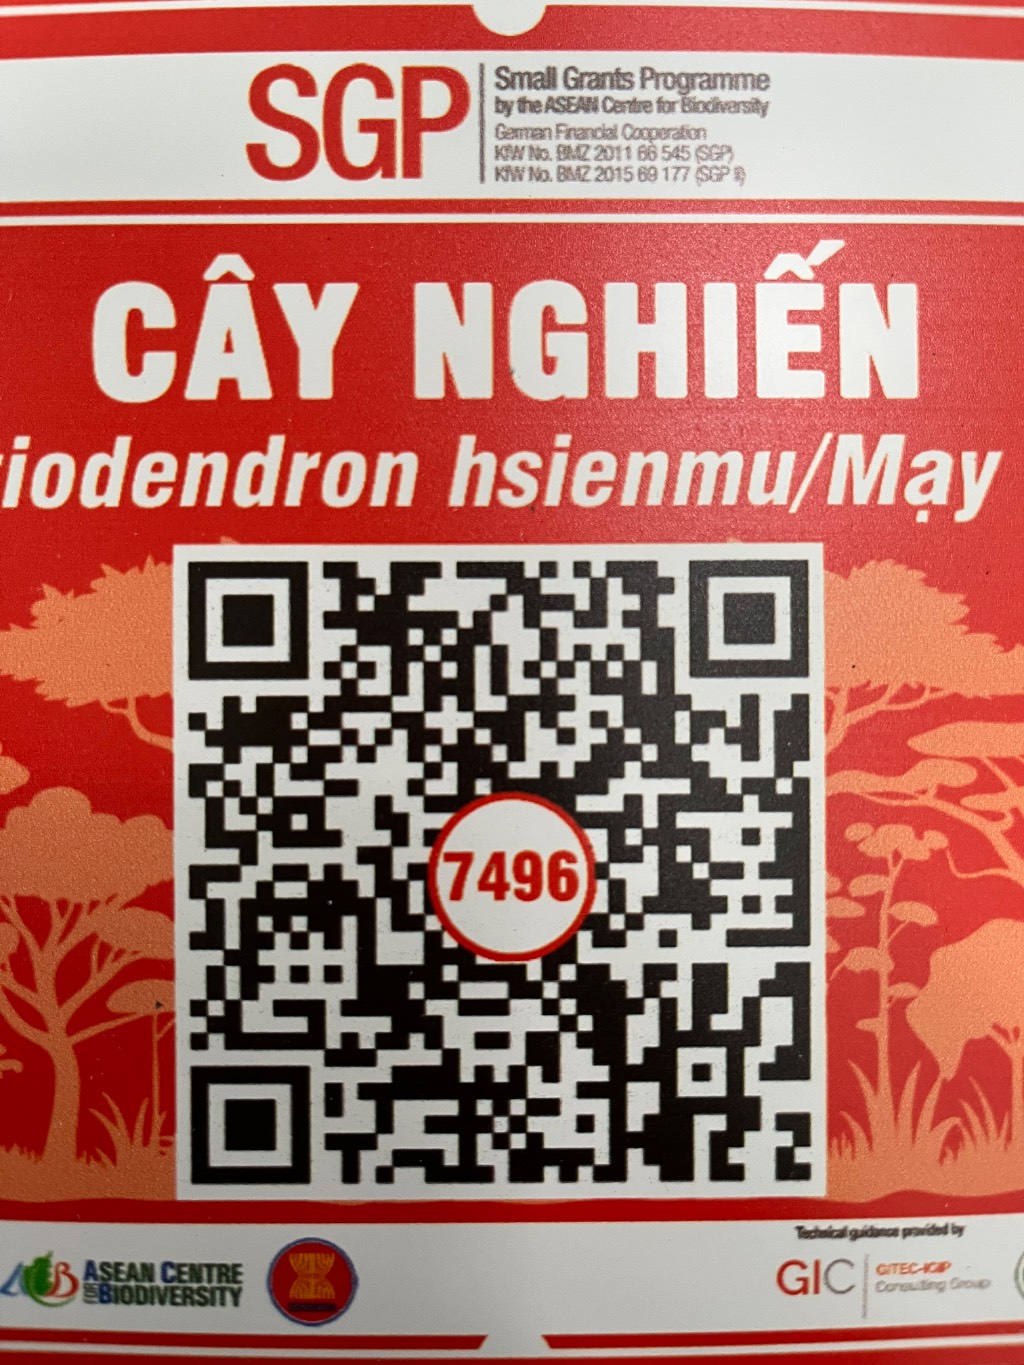 SGP
Small Grants Programme
by the ASEAN Centre for Biodiversity
German Financial Cooperation
KfW No. BMZ 2011 66 545 (SGP)
KfW No. BMZ 2015 69 177 (SGP II)
CÂY NGHIẾN
riodendron hsienmu/Mạy
7496
ASEAN CENTRE
FOR BIODIVERSITY
Technical guidance provided by
GIC
GITEC-IGIP
Consulting Group